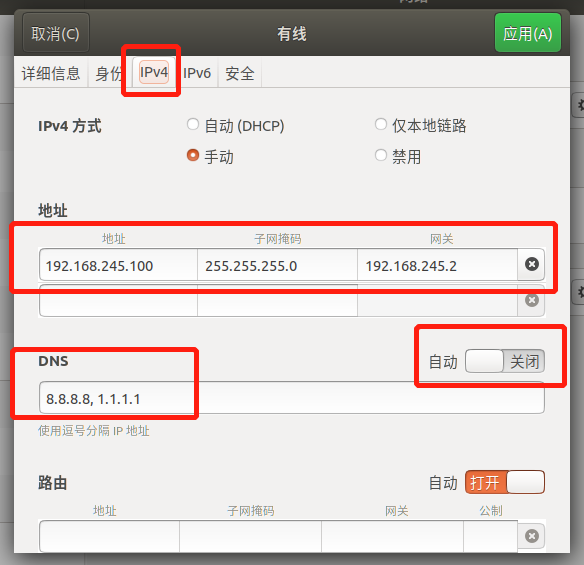 取消(C) 有线 应用(A)
详细信息 身份 IPv4 IPv6 安全
IPv4 方式 自动 (DHCP) 仅本地链路
手动 禁用
地址
地址 子网掩码 网关
192.168.245.100 255.255.255.0 192.168.245.2
DNS 自动 关闭
8.8.8.8, 1.1.1.1
使用逗号分隔 IP 地址
路由 自动 打开
地址 子网掩码 网关 公制